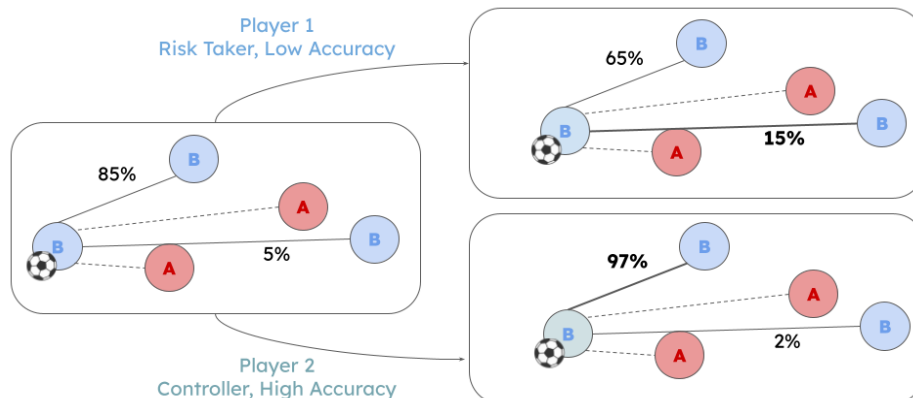 Player 1
Risk Taker, Low Accuracy
B
65%
A
B
B
15%
A
B
85%
A
B
B
5%
A
B
97%
A
B
B
2%
A
Player 2
Controller, High Accuracy